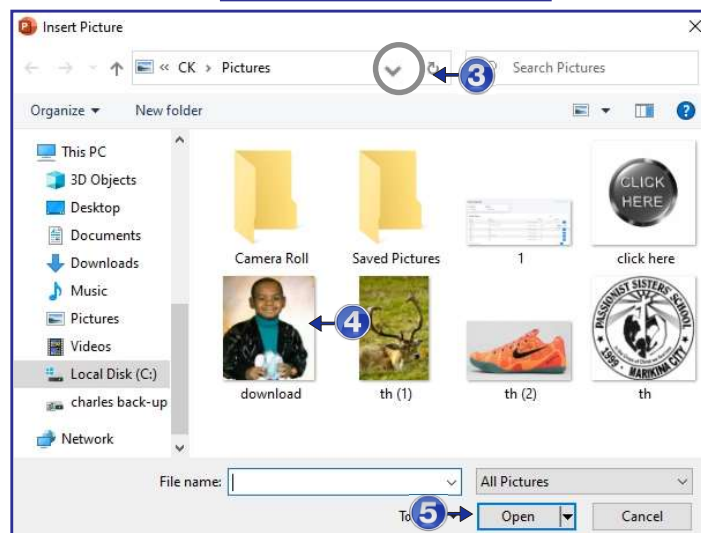 Insert Picture
CK > Pictures
3
Search Pictures
Organize
New folder
This PC
3D Objects
Desktop
Documents
Downloads
Music
Pictures
Videos
Local Disk (C:)
charles back-up
Network
CLICK
HERE
Camera Roll
Saved Pictures
1
click here
4
PASSIONIST SISTERS' SCHOOL
1999 - MARIKINA CITY
download
th (1)
th (2)
th
File name:
All Pictures
5
Open
Cancel